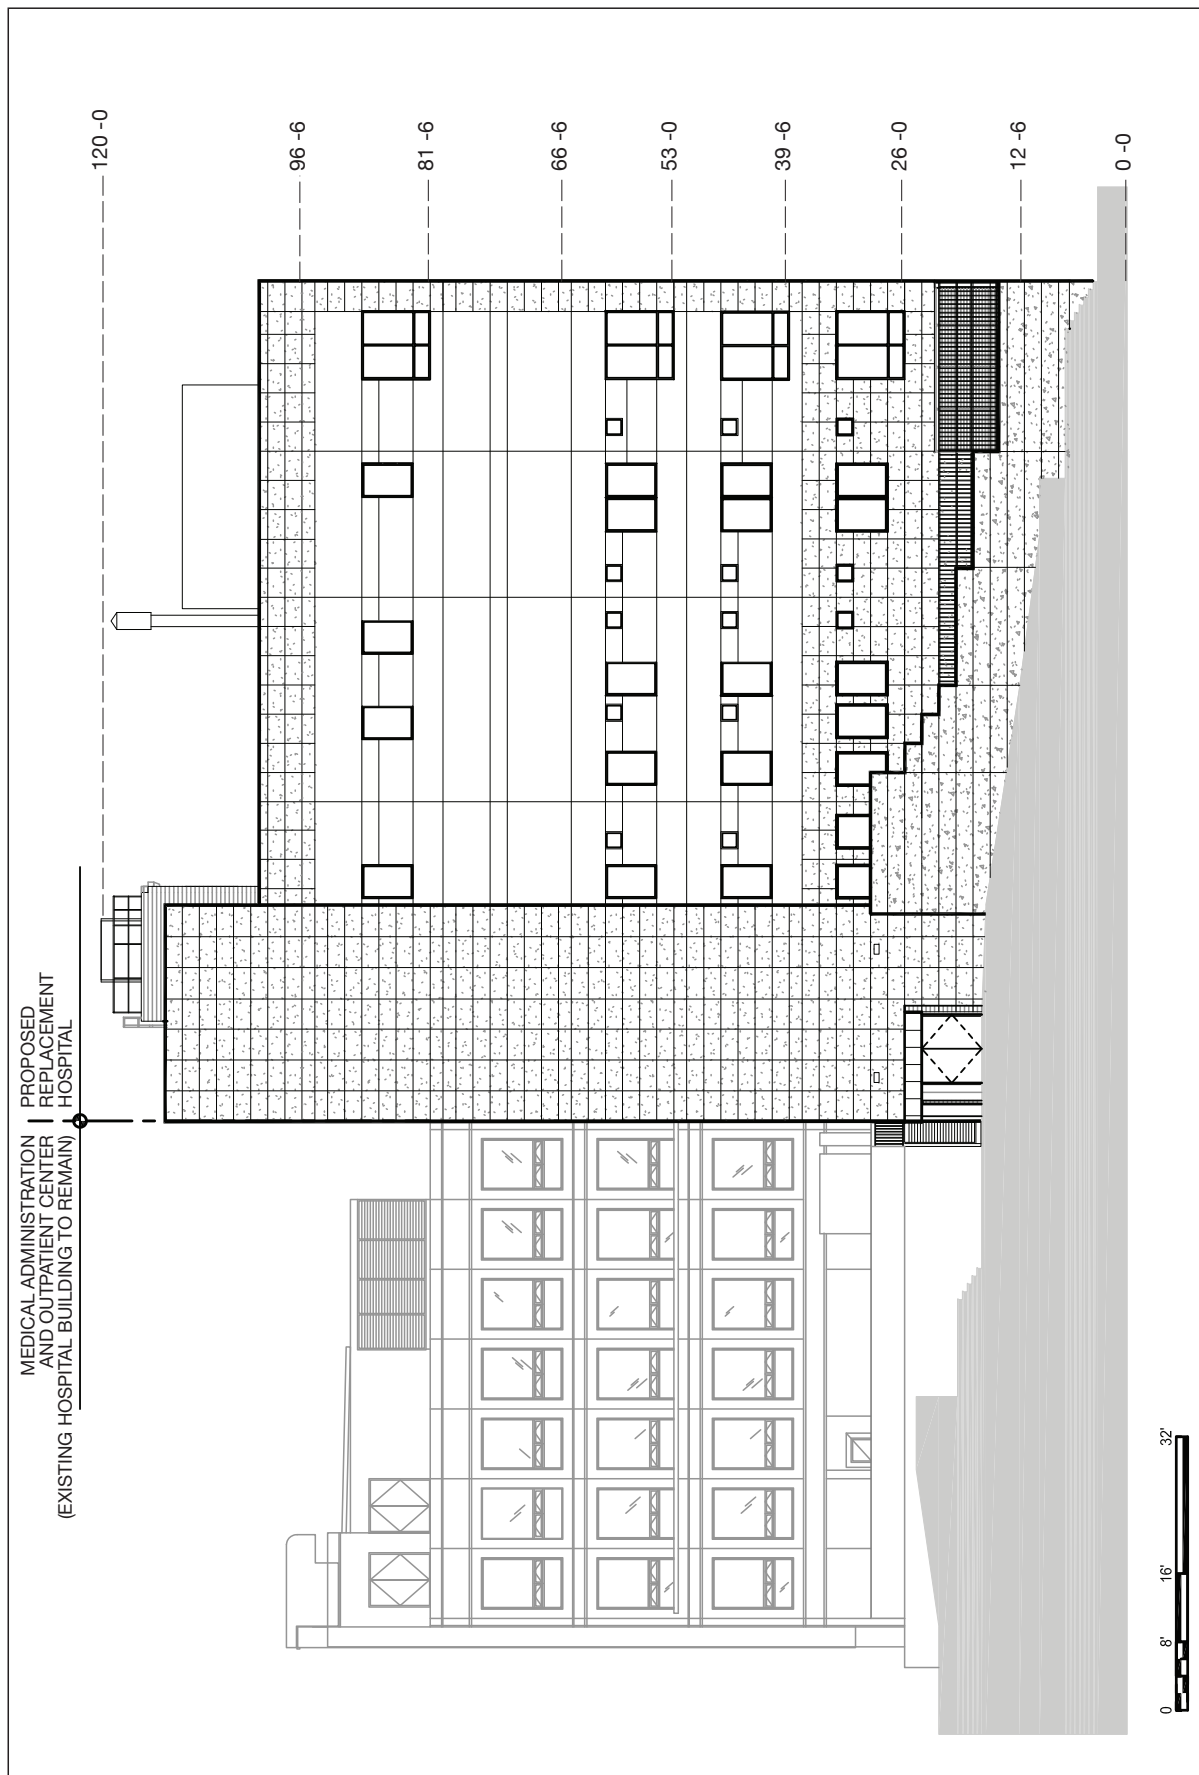 MEDICAL ADMINISTRATION
AND OUTPATIENT CENTER
(EXISTING HOSPITAL BUILDING TO REMAIN)
PROPOSED
REPLACEMENT
HOSPITAL
120 -0
96 -6
81 -6
66 -6
53 -0
39 -6
26 -0
12 -6
0 -0
0 8' 16' 32'